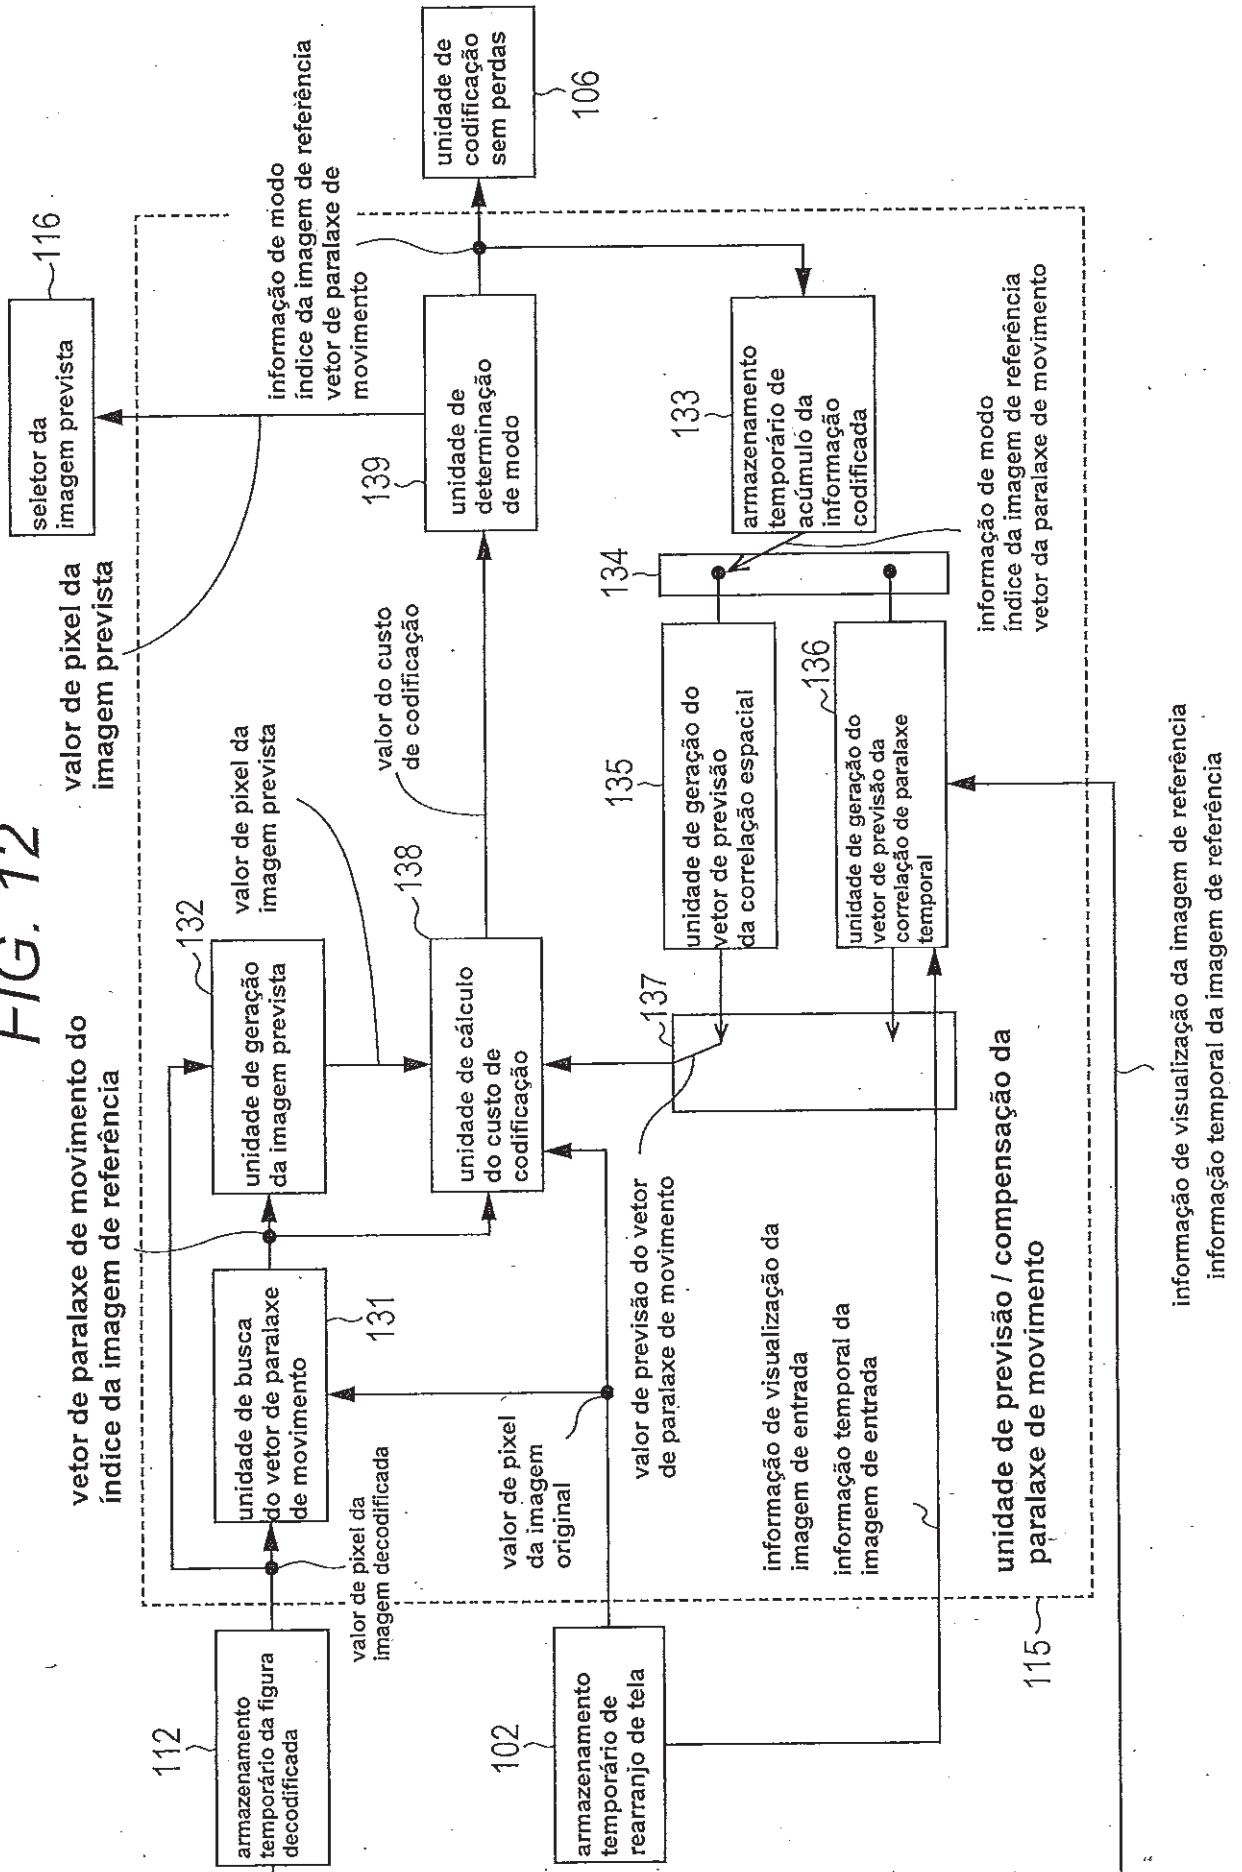 FIG. 12
112
armazenamento
temporário da figura
decodificada
valor de pixel da
imagem decodificada
vetor de paralaxe de movimento do
índice da imagem de referência
unidade de busca
do vetor de paralaxe
de movimento
131
132
unidade de geração
da imagem prevista
valor de pixel da
imagem prevista
valor de pixel da
imagem prevista
seletor da
imagem prevista
116
102
armazenamento
temporário de
rearranjo de tela
valor de pixel
da imagem
original
138
unidade de cálculo
do custo de
codificação
valor do custo
de codificação
139
unidade de
determinação
de modo
informação de modo
índice da imagem de referência
vetor de paralaxe de
movimento
unidade de
codificação
sem perdas
106
133
armazenamento
temporário de
acúmulo da
informação
codificada
134
informação de modo
índice da imagem de referência
vetor da paralaxe de movimento
135
unidade de geração do
vetor de previsão
da correlação espacial
136
unidade de geração do
vetor de previsão da
correlação de paralaxe
temporal
137
valor de previsão do vetor
de paralaxe de movimento
informação de visualização da
imagem de entrada
informação temporal da
imagem de entrada
unidade de previsão / compensação da
paralaxe de movimento
115
informação de visualização da imagem de referência
informação temporal da imagem de referência